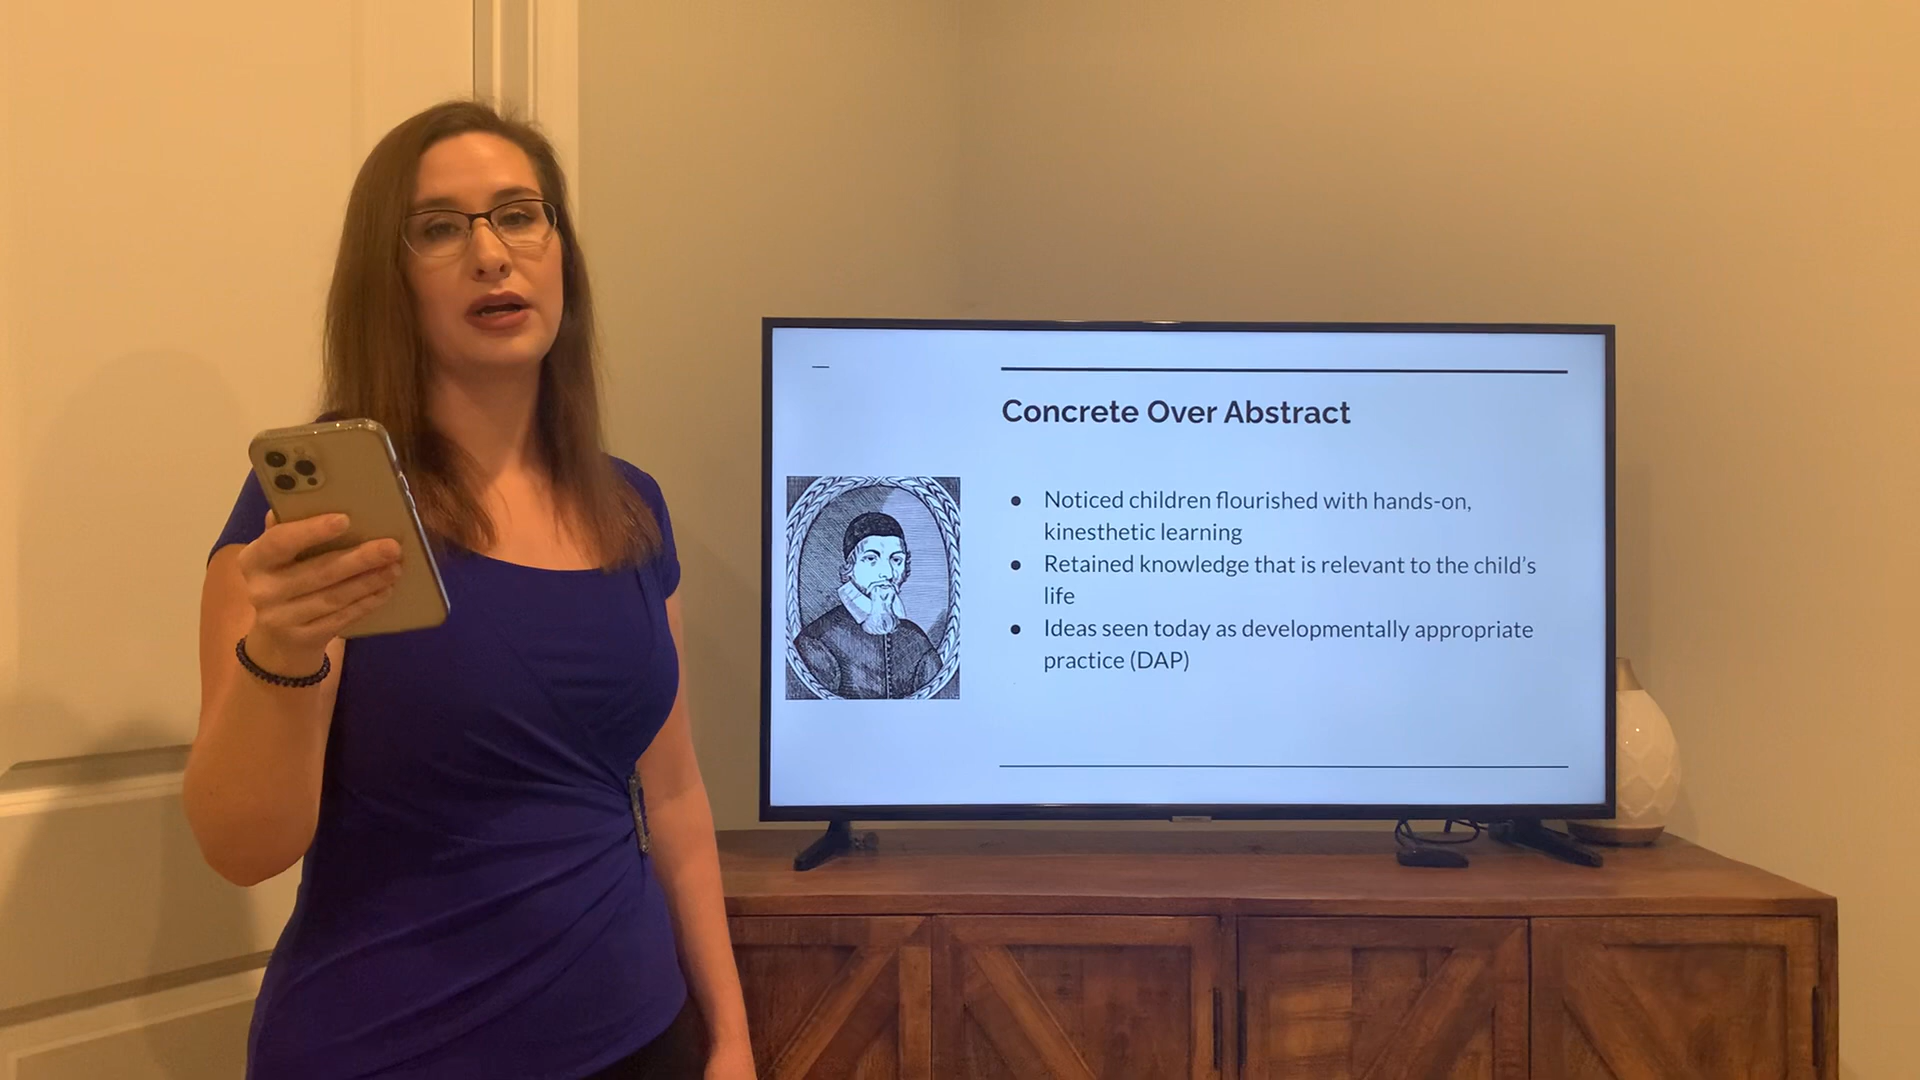 Concrete Over Abstract
● Noticed children flourished with hands-on,
kinesthetic learning
● Retained knowledge that is relevant to the child's
life
● Ideas seen today as developmentally appropriate
practice (DAP)